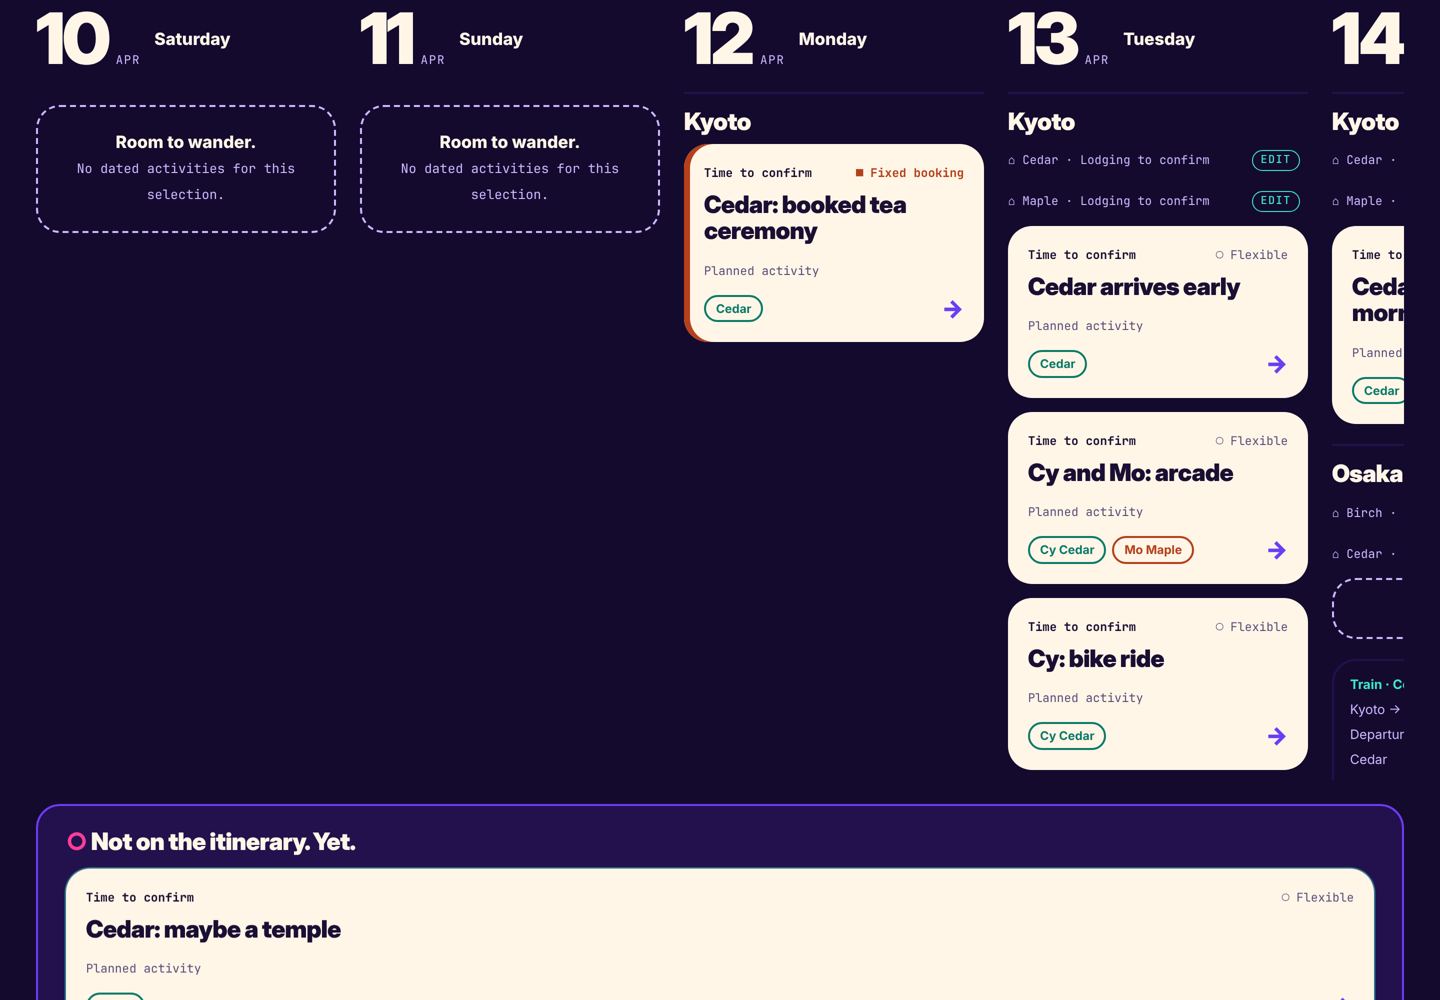 10 APR Saturday
Room to wander.
No dated activities for this
selection.
11 APR Sunday
Room to wander.
No dated activities for this
selection.
12 APR Monday
Kyoto
Time to confirm ■ Fixed booking
Cedar: booked tea
ceremony
Planned activity
Cedar →
13 APR Tuesday
Kyoto
⌂ Cedar · Lodging to confirm EDIT
⌂ Maple · Lodging to confirm EDIT
Time to confirm ○ Flexible
Cedar arrives early
Planned activity
Cedar →
Time to confirm ○ Flexible
Cy and Mo: arcade
Planned activity
Cy Cedar Mo Maple →
Time to confirm ○ Flexible
Cy: bike ride
Planned activity
Cy Cedar →
14
Kyoto
⌂ Cedar ·
⌂ Maple ·
Time to
Planned
Cedar
Osaka
⌂ Birch ·
⌂ Cedar ·
Train ·
Kyoto →
Cedar
Not on the itinerary. Yet.
Time to confirm ○ Flexible
Cedar: maybe a temple
Planned activity